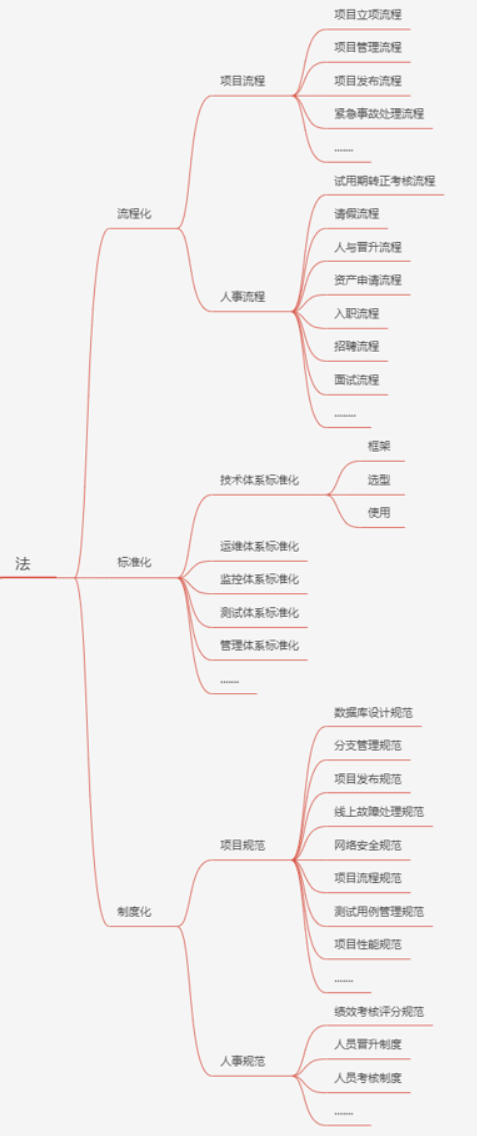 法
流程化
项目流程
项目立项流程
项目管理流程
项目发布流程
紧急事故处理流程
.......
人事流程
试用期转正考核流程
请假流程
人与晋升流程
资产申请流程
入职流程
招聘流程
面试流程
........
标准化
技术体系标准化
框架
选型
使用
运维体系标准化
监控体系标准化
测试体系标准化
管理体系标准化
.......
制度化
项目规范
数据库设计规范
分支管理规范
项目发布规范
线上故障处理规范
网络安全规范
项目流程规范
测试用例管理规范
项目性能规范
.......
人事规范
绩效考核评分规范
人员晋升制度
人员考核制度
.......